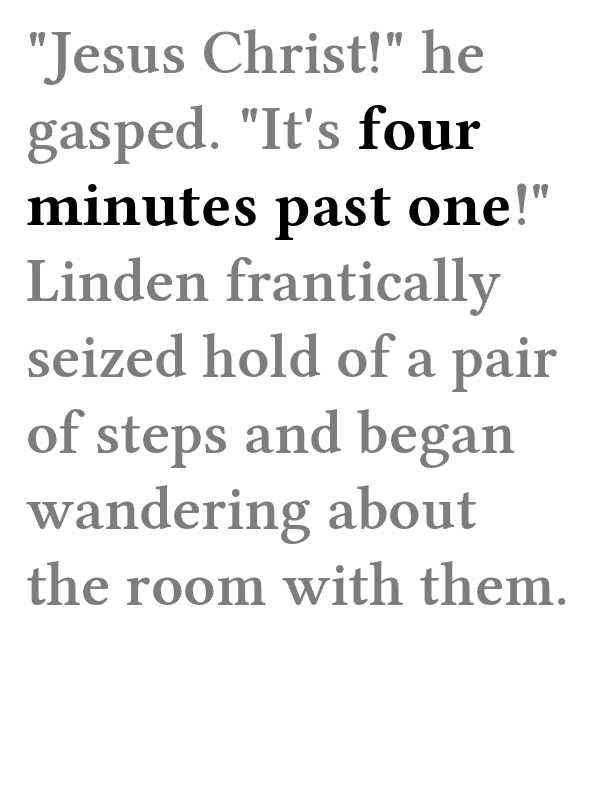 "Jesus Christ!" he
gasped. "It's four
minutes past one!"
Linden frantically
seized hold of a pair
of steps and began
wandering about
the room with them.